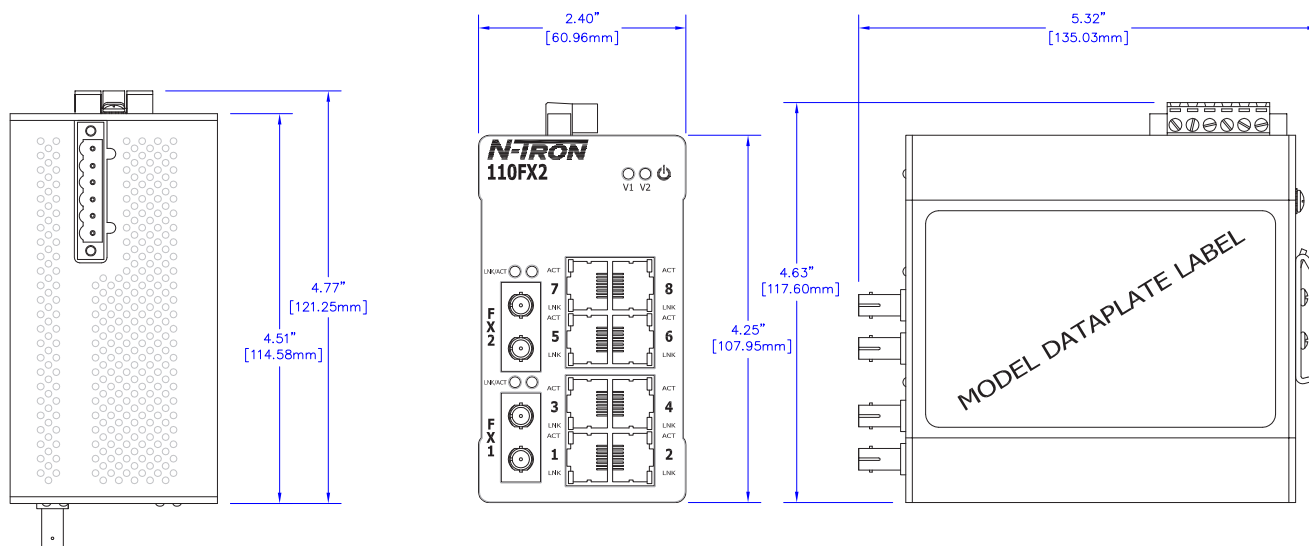 2.40”
[60.96mm]
5.32”
[135.03mm]
4.77”
[121.25mm]
4.51”
[114.58mm]
N-TRON
110FX2
V1 V2
LNK/ACT
ACT
7
LNK
ACT
8
LNK
FX2
ACT
5
LNK
ACT
6
LNK
LNK/ACT
ACT
3
LNK
ACT
4
LNK
FX1
ACT
1
LNK
ACT
2
LNK
4.63”
[117.60mm]
4.25”
[107.95mm]
MODEL DATAPLATE LABEL